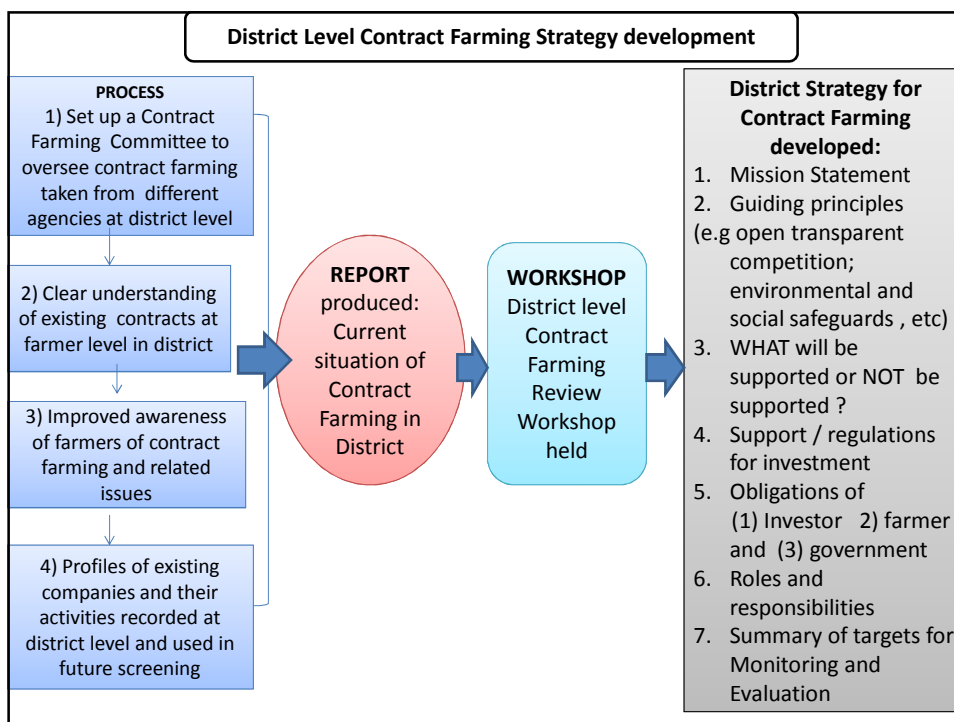 District Level Contract Farming Strategy development
PROCESS
1) Set up a Contract
Farming Committee to
oversee contract farming
taken from different
agencies at district level
2) Clear understanding
of existing contracts at
farmer level in district
3) Improved awareness
of farmers of contract
farming and related
issues
4) Profiles of existing
companies and their
activities recorded at
district level and used in
future screening
REPORT
produced:
Current
situation of
Contract
Farming in
District
WORKSHOP
District level
Contract
Farming
Review
Workshop
held
District Strategy for
Contract Farming
developed:
1. Mission Statement
2. Guiding principles
(e.g open transparent
competition;
environmental and
social safeguards , etc)
3. WHAT will be
supported or NOT be
supported ?
4. Support / regulations
for investment
5. Obligations of
(1) Investor 2) farmer
and (3) government
6. Roles and
responsibilities
7. Summary of targets for
Monitoring and
Evaluation